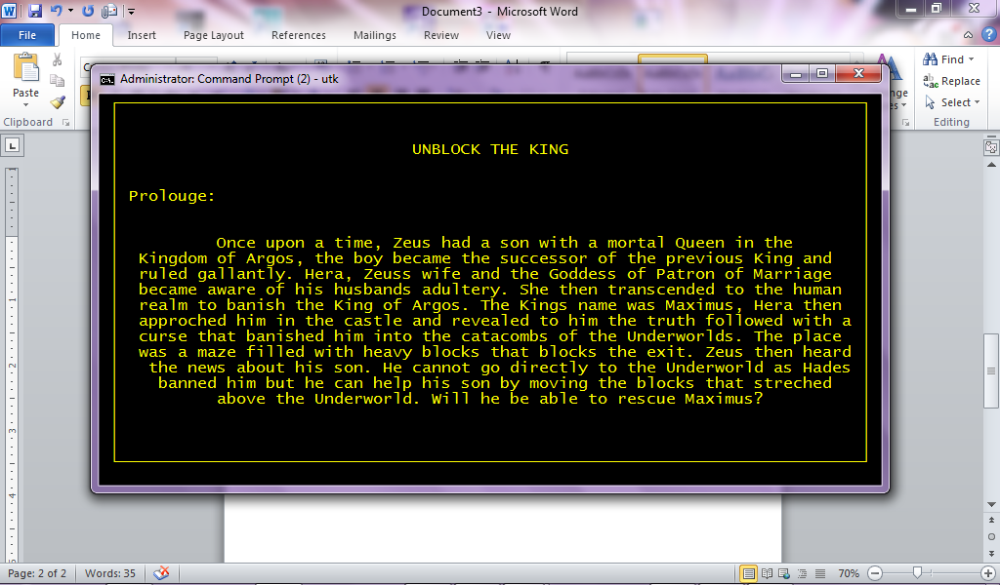 Document3 - Microsoft Word
File Home Insert Page Layout References Mailings Review View
Paste
Clipboard
Find
Replace
Select
Editing
Administrator: Command Prompt (2) - utk
UNBLOCK THE KING
Prolouge:
Once upon a time, Zeus had a son with a mortal Queen in the
Kingdom of Argos, the boy became the successor of the previous King and
ruled gallantly. Hera, Zeuss wife and the Goddess of Patron of Marriage
became aware of his husbands adultery. She then transcended to the human
realm to banish the King of Argos. The Kings name was Maximus, Hera then
approched him in the castle and revealed to him the truth followed with a
curse that banished him into the catacombs of the Underworlds. The place
was a maze filled with heavy blocks that blocks the exit. Zeus then heard
the news about his son. He cannot go directly to the Underworld as Hades
banned him but he can help his son by moving the blocks that streched
above the Underworld. Will he be able to rescue Maximus?
Page: 2 of 2 Words: 35 70%